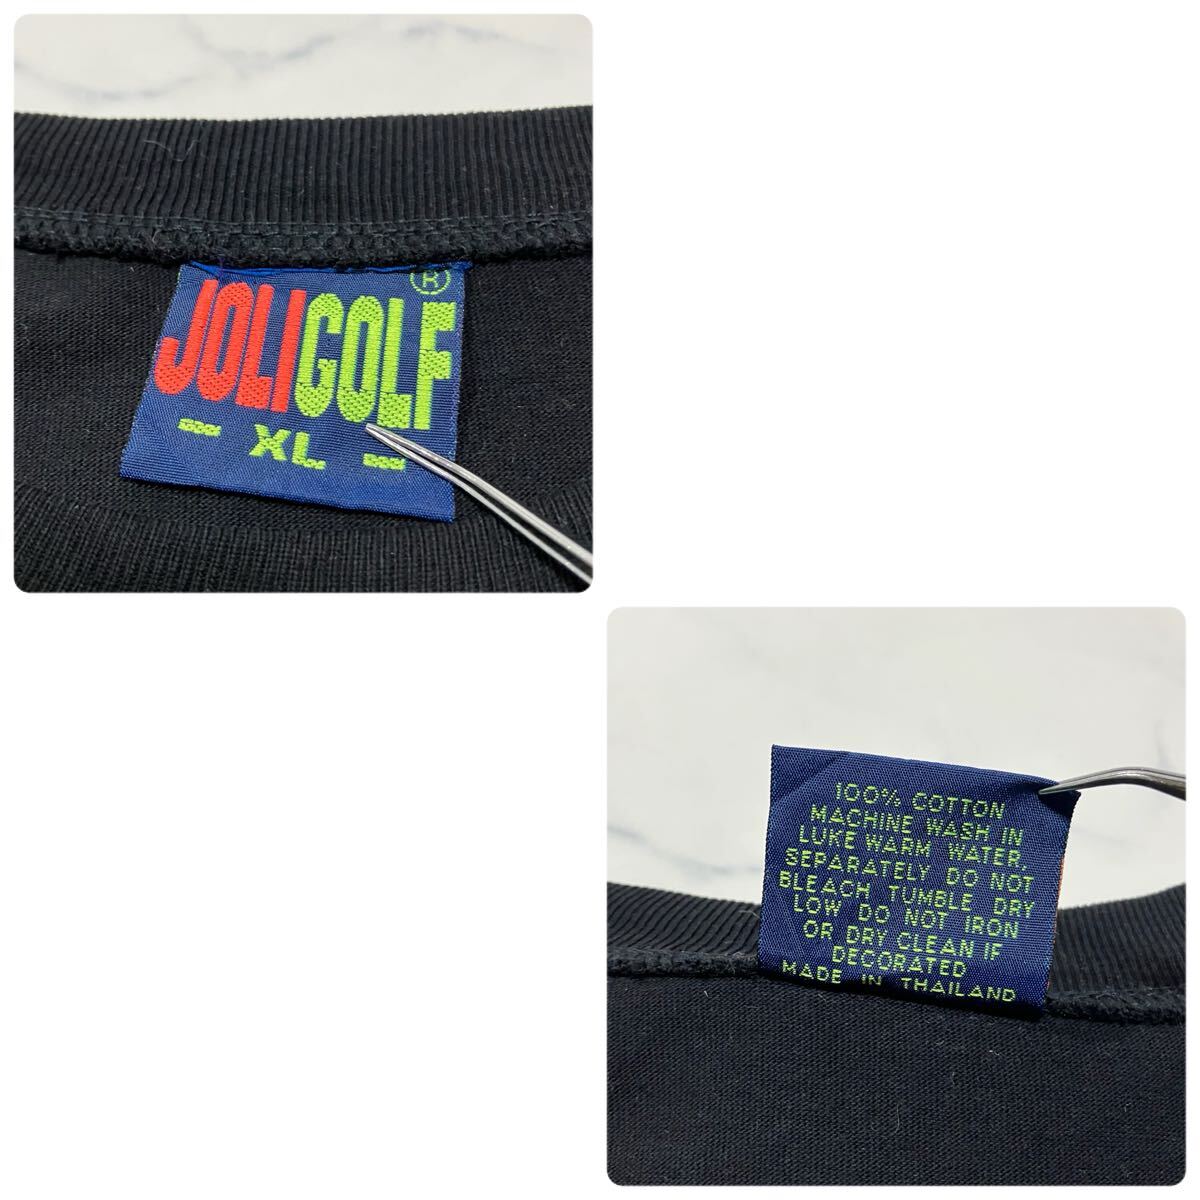 ®
JOLIGOLF
- XL -
100% COTTON
MACHINE WASH IN
LUKE WARM WATER,
SEPARATELY DO NOT
BLEACH TUMBLE DRY
LOW DO NOT IRON
OR DRY CLEAN IF
DECORATED
MADE IN THAILAND